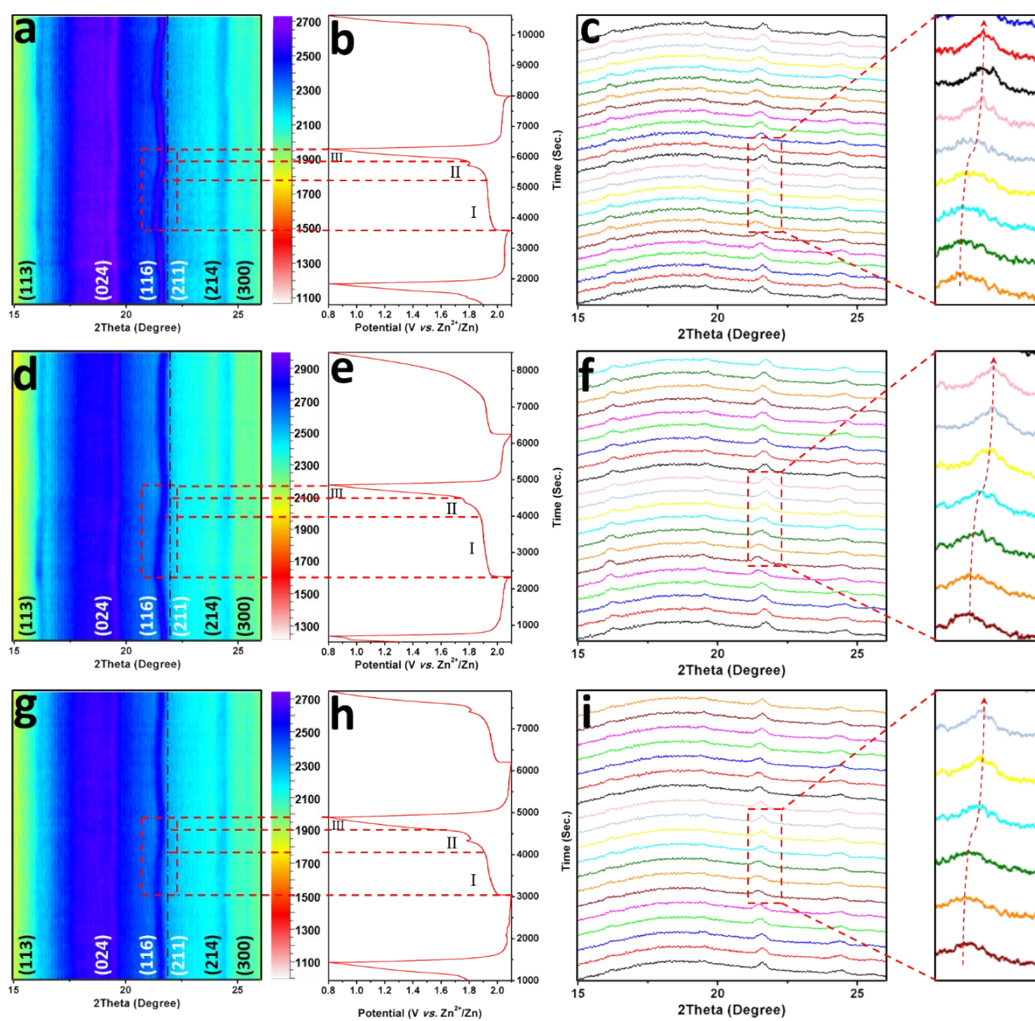 a
2700
2500
2300
2100
1900
1700
1500
1300
1100
(113)
(024)
(116)
(211)
(214)
(300)
15
20
25
2Theta (Degree)
b
III
II
I
10000
9000
8000
7000
6000
5000
4000
3000
2000
Time (Sec.)
0.8 1.0 1.2 1.4 1.6 1.8 2.0
Potential (V vs. Zn2+/Zn)
c
15
20
25
2Theta (Degree)
d
2900
2700
2500
2300
2100
1900
1700
1500
1300
(113)
(024)
(116)
(211)
(214)
(300)
15
20
25
2Theta (Degree)
e
III
II
I
8000
7000
6000
5000
4000
3000
2000
1000
Time (Sec.)
0.8 1.0 1.2 1.4 1.6 1.8 2.0
Potential (V vs. Zn2+/Zn)
f
15
20
25
2Theta (Degree)
g
2700
2500
2300
2100
1900
1700
1500
1300
1100
(113)
(024)
(116)
(211)
(214)
(300)
15
20
25
2Theta (Degree)
h
III
II
I
7000
6000
5000
4000
3000
2000
1000
Time (Sec.)
0.8 1.0 1.2 1.4 1.6 1.8 2.0
Potential (V vs. Zn2+/Zn)
i
15
20
25
2Theta (Degree)